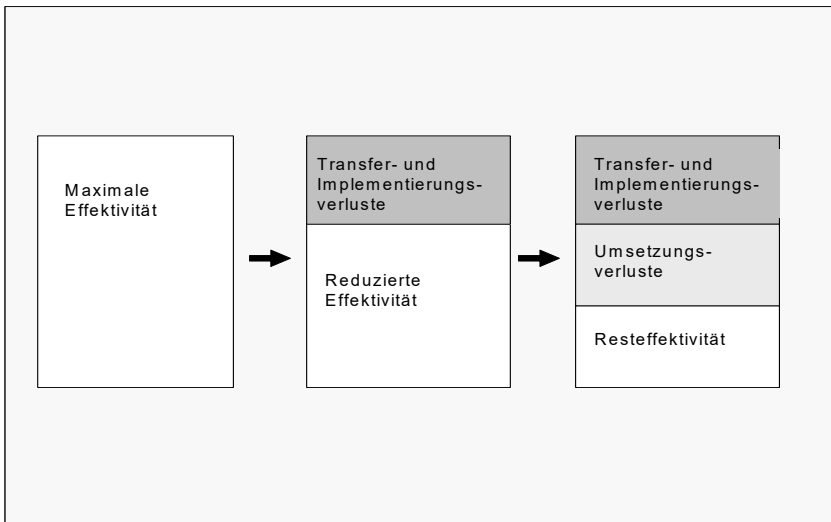 Maximale
Effektivität
Transfer- und
Implementierungs-
verluste
Reduzierte
Effektivität
Transfer- und
Implementierungs-
verluste
Umsetzungs-
verluste
Resteffektivität